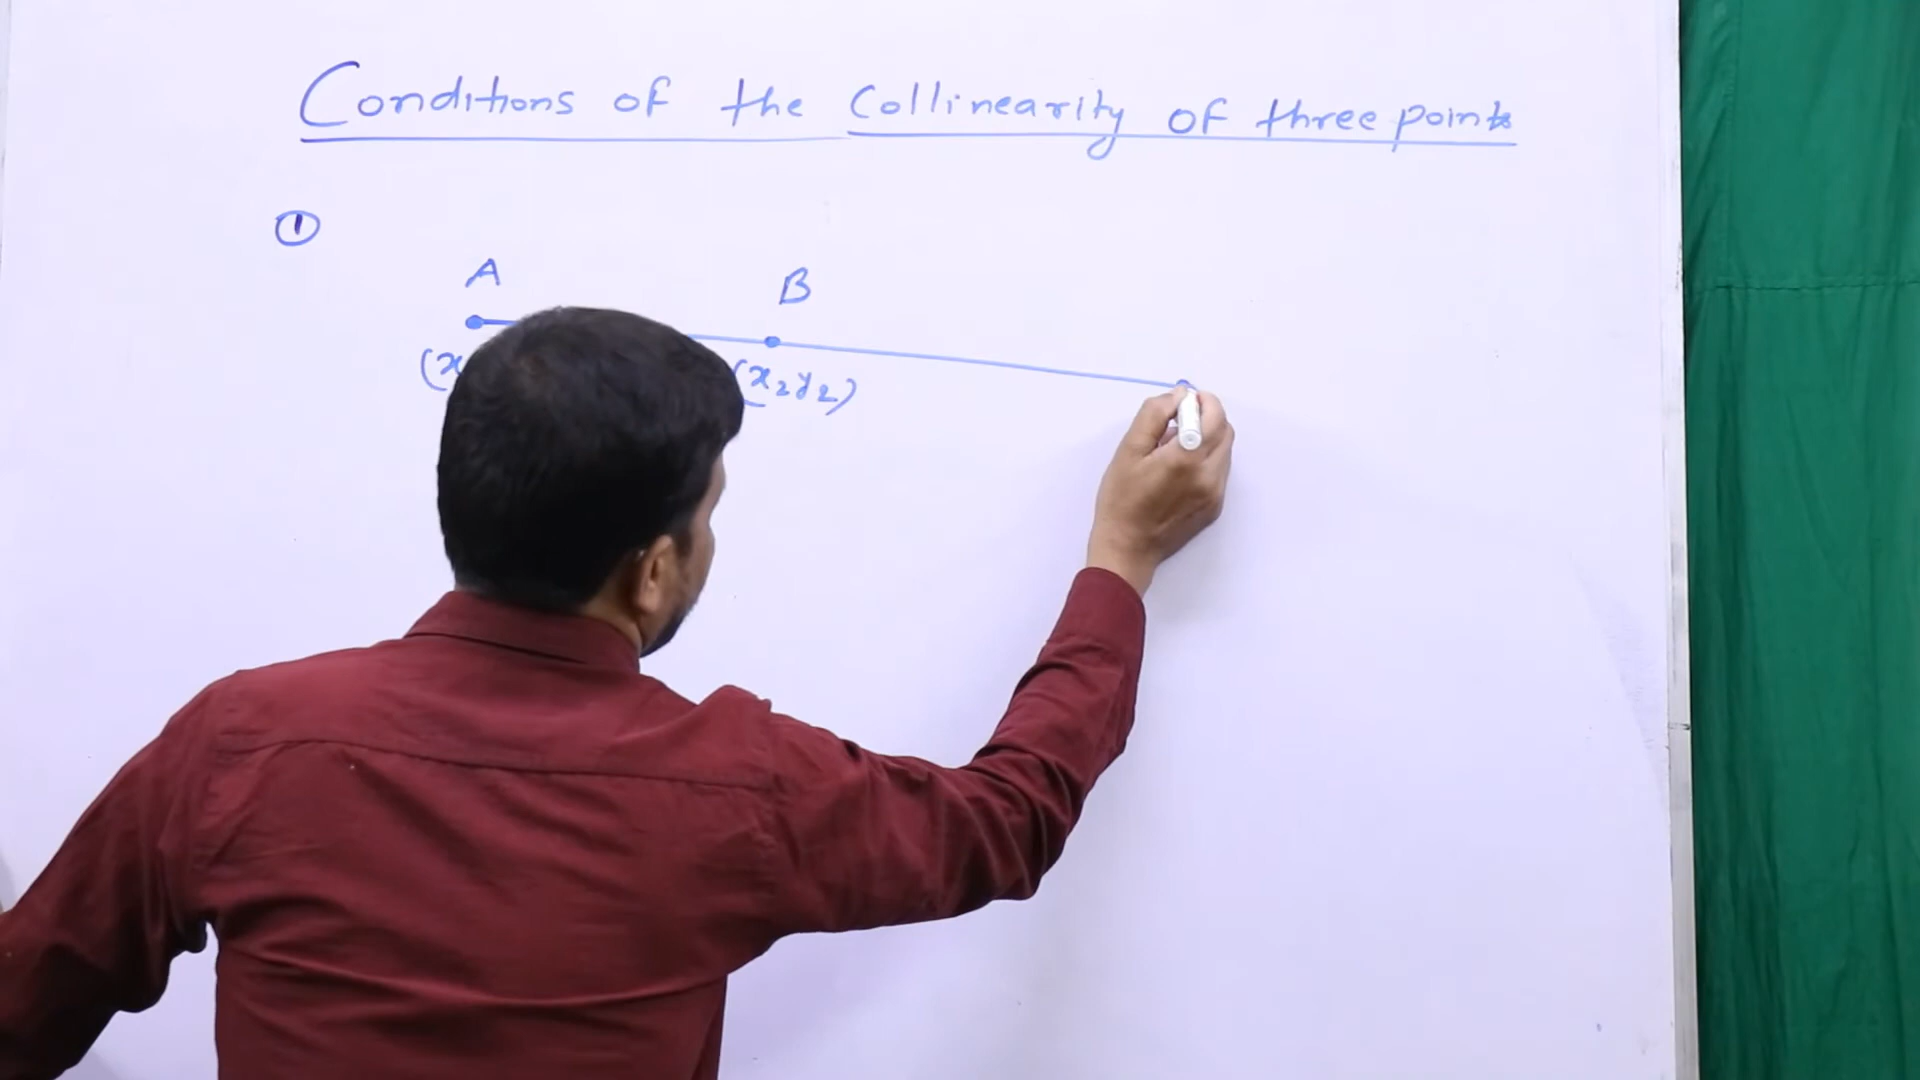 Conditions of the Collinearity of three points
①
A B
(x (x₂y₂)